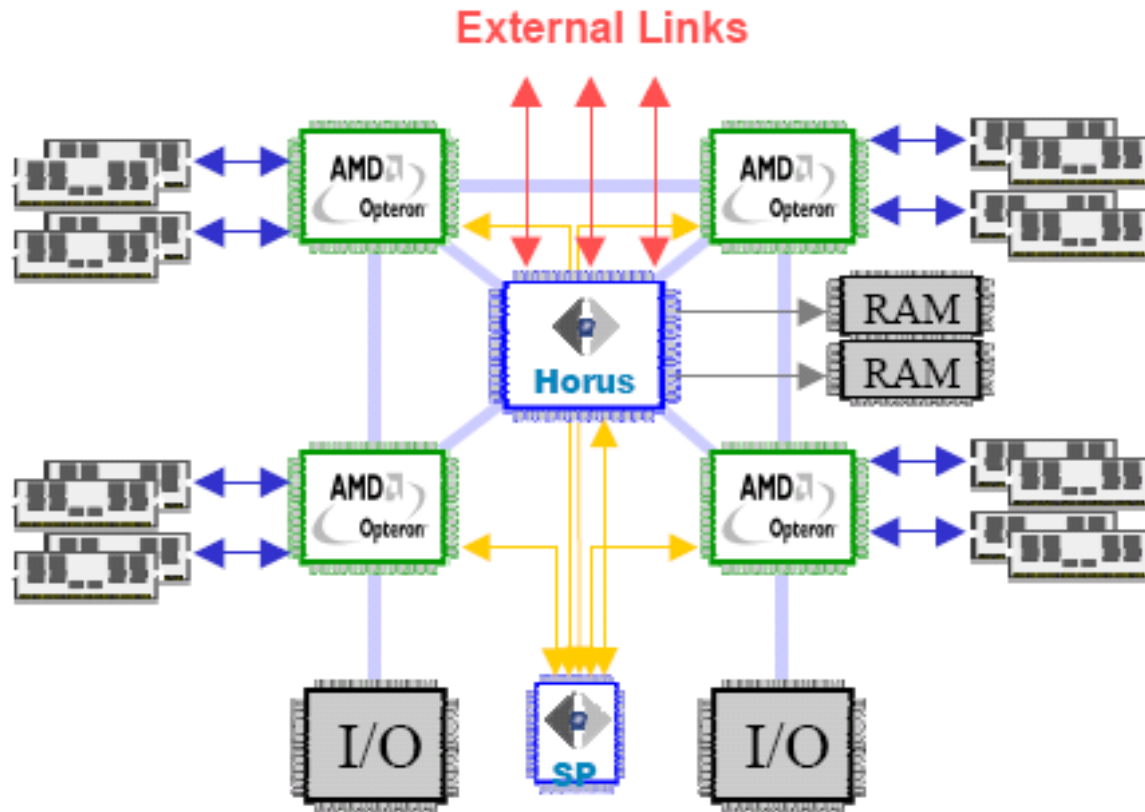 External Links
AMD
Opteron
AMD
Opteron
Horus
RAM
RAM
AMD
Opteron
AMD
Opteron
I/O
SP
I/O